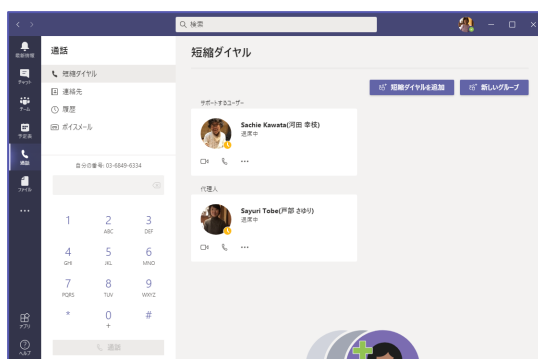 検索
最新情報
チャット
チーム
予定表
通話
ファイル
アプリ
ヘルプ
通話
短縮ダイヤル
連絡先
履歴
ボイスメール
自分の番号: 03-6849-6334
1 2 3
ABC DEF
4 5 6
GHI JKL MNO
7 8 9
PQRS TUV WXYZ
* 0 #
+
通話
短縮ダイヤル
短縮ダイヤルを追加 新しいグループ
サポートするユーザー
Sachie Kawata(河田 幸枝)
退席中
代理人
Sayuri Tobe(戸部 さゆり)
退席中